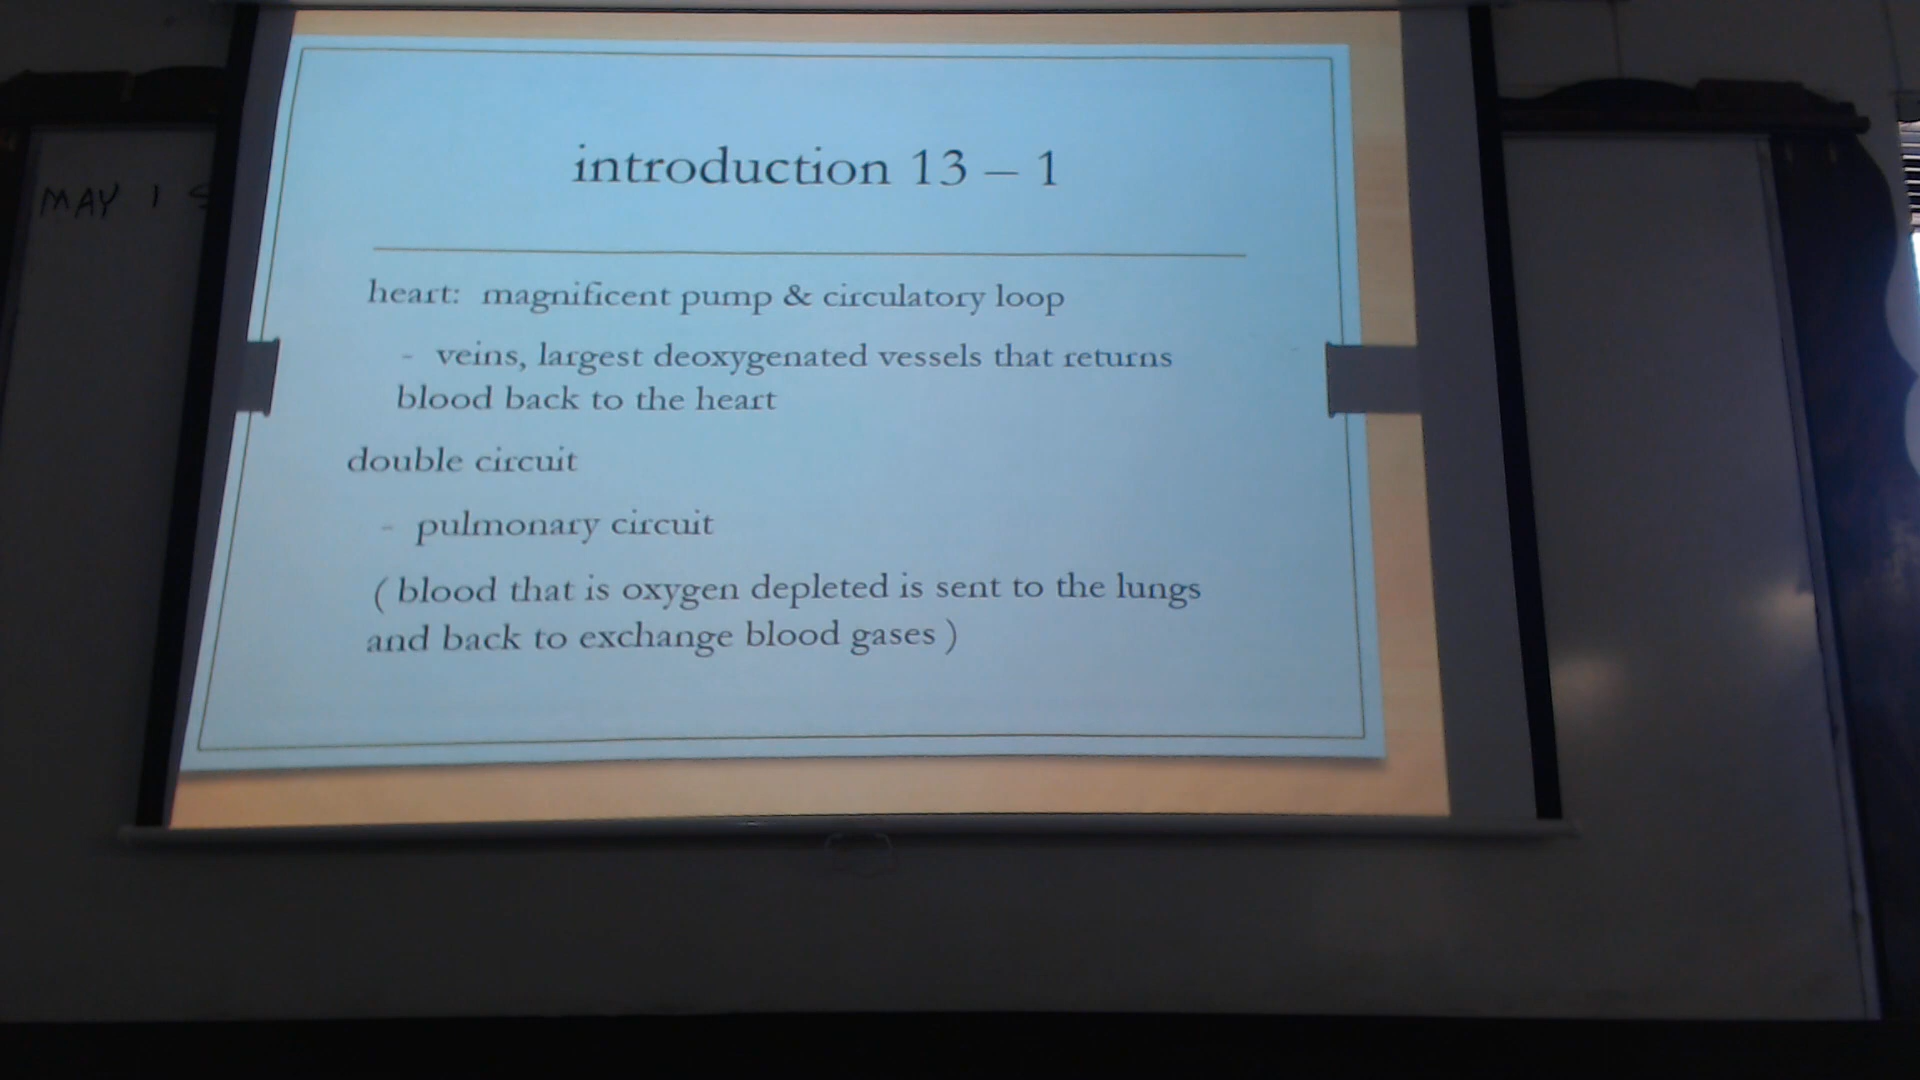 MAY 1
introduction 13 – 1
heart: magnificent pump & circulatory loop
- veins, largest deoxygenated vessels that returns
blood back to the heart
double circuit
- pulmonary circuit
( blood that is oxygen depleted is sent to the lungs
and back to exchange blood gases )